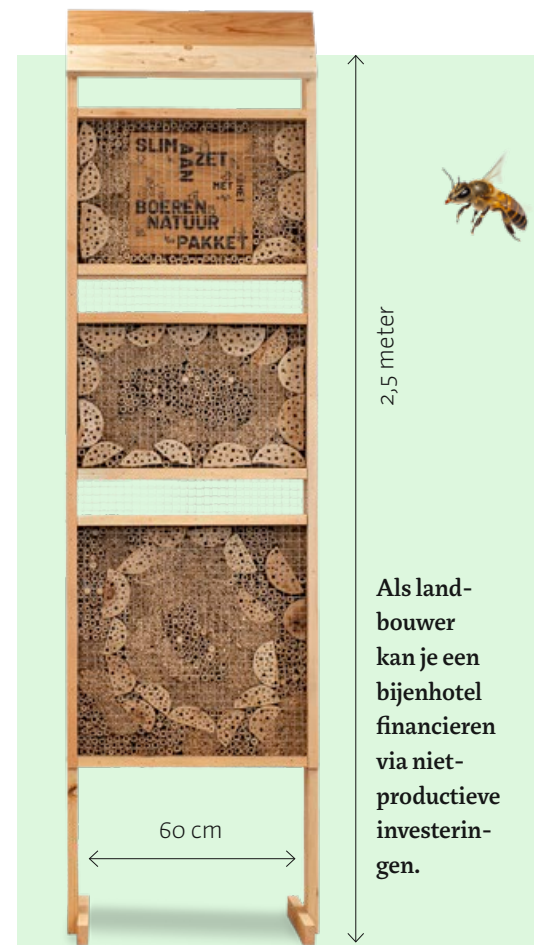 SLIM
AAN
ZET
MET
HET
BOEREN
NATUUR
PAKKET
2,5 meter
Als land-
bouwer
kan je een
bijenhotel
financieren
via niet-
productieve
investerin-
gen.
60 cm